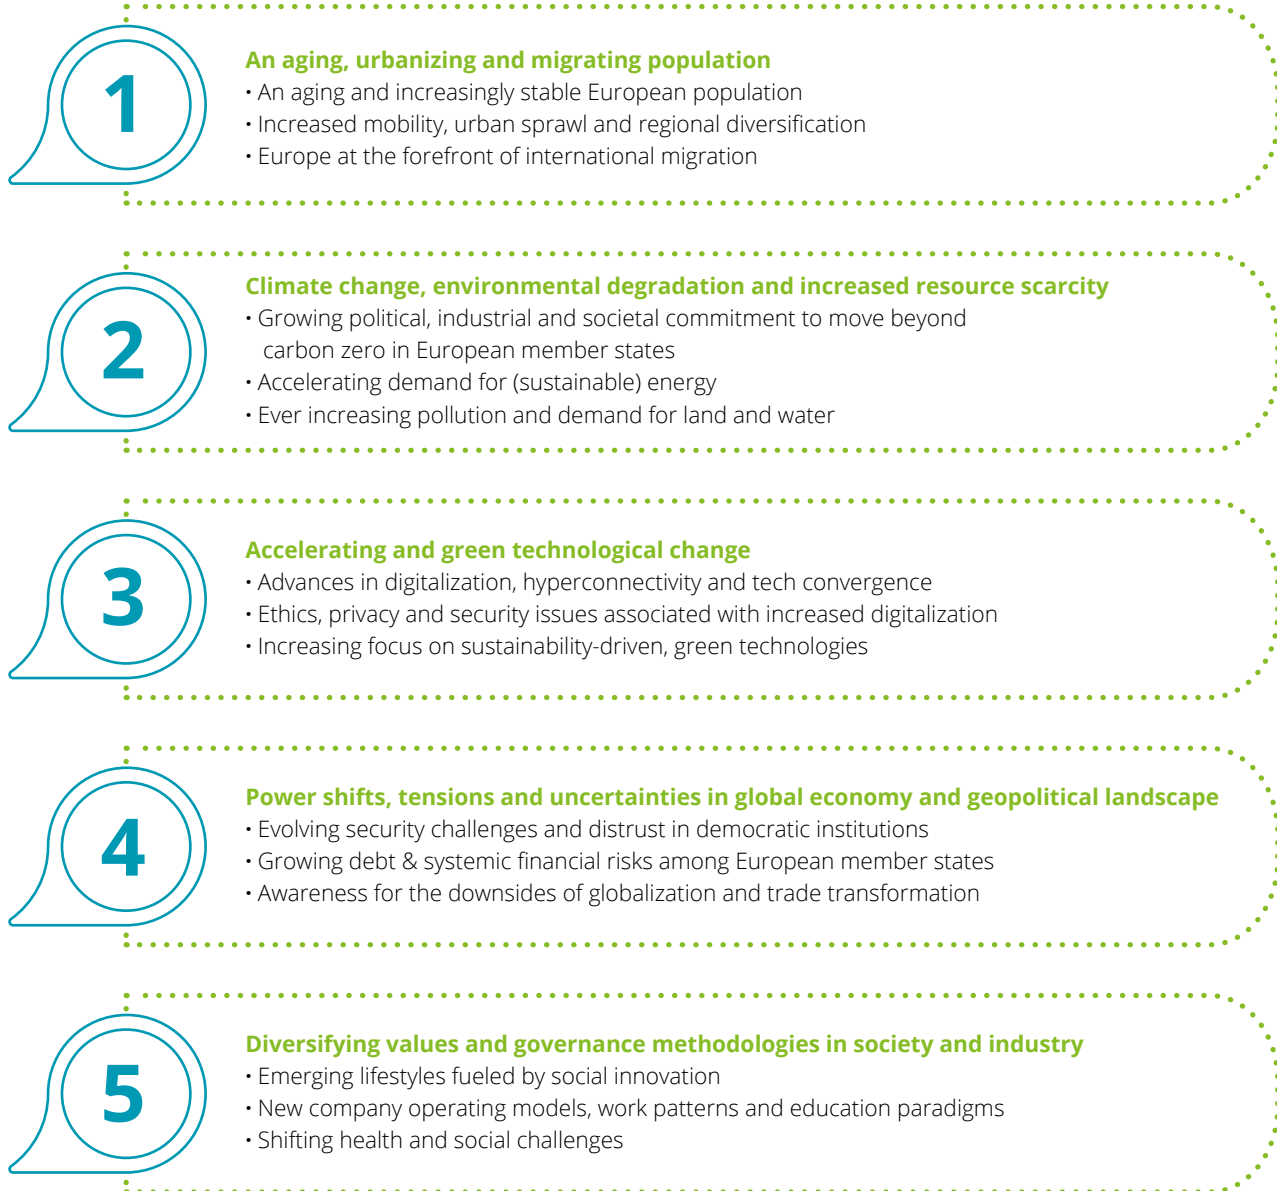 1
An aging, urbanizing and migrating population
• An aging and increasingly stable European population
• Increased mobility, urban sprawl and regional diversification
• Europe at the forefront of international migration
2
Climate change, environmental degradation and increased resource scarcity
• Growing political, industrial and societal commitment to move beyond
carbon zero in European member states
• Accelerating demand for (sustainable) energy
• Ever increasing pollution and demand for land and water
3
Accelerating and green technological change
• Advances in digitalization, hyperconnectivity and tech convergence
• Ethics, privacy and security issues associated with increased digitalization
• Increasing focus on sustainability-driven, green technologies
4
Power shifts, tensions and uncertainties in global economy and geopolitical landscape
• Evolving security challenges and distrust in democratic institutions
• Growing debt & systemic financial risks among European member states
• Awareness for the downsides of globalization and trade transformation
5
Diversifying values and governance methodologies in society and industry
• Emerging lifestyles fueled by social innovation
• New company operating models, work patterns and education paradigms
• Shifting health and social challenges